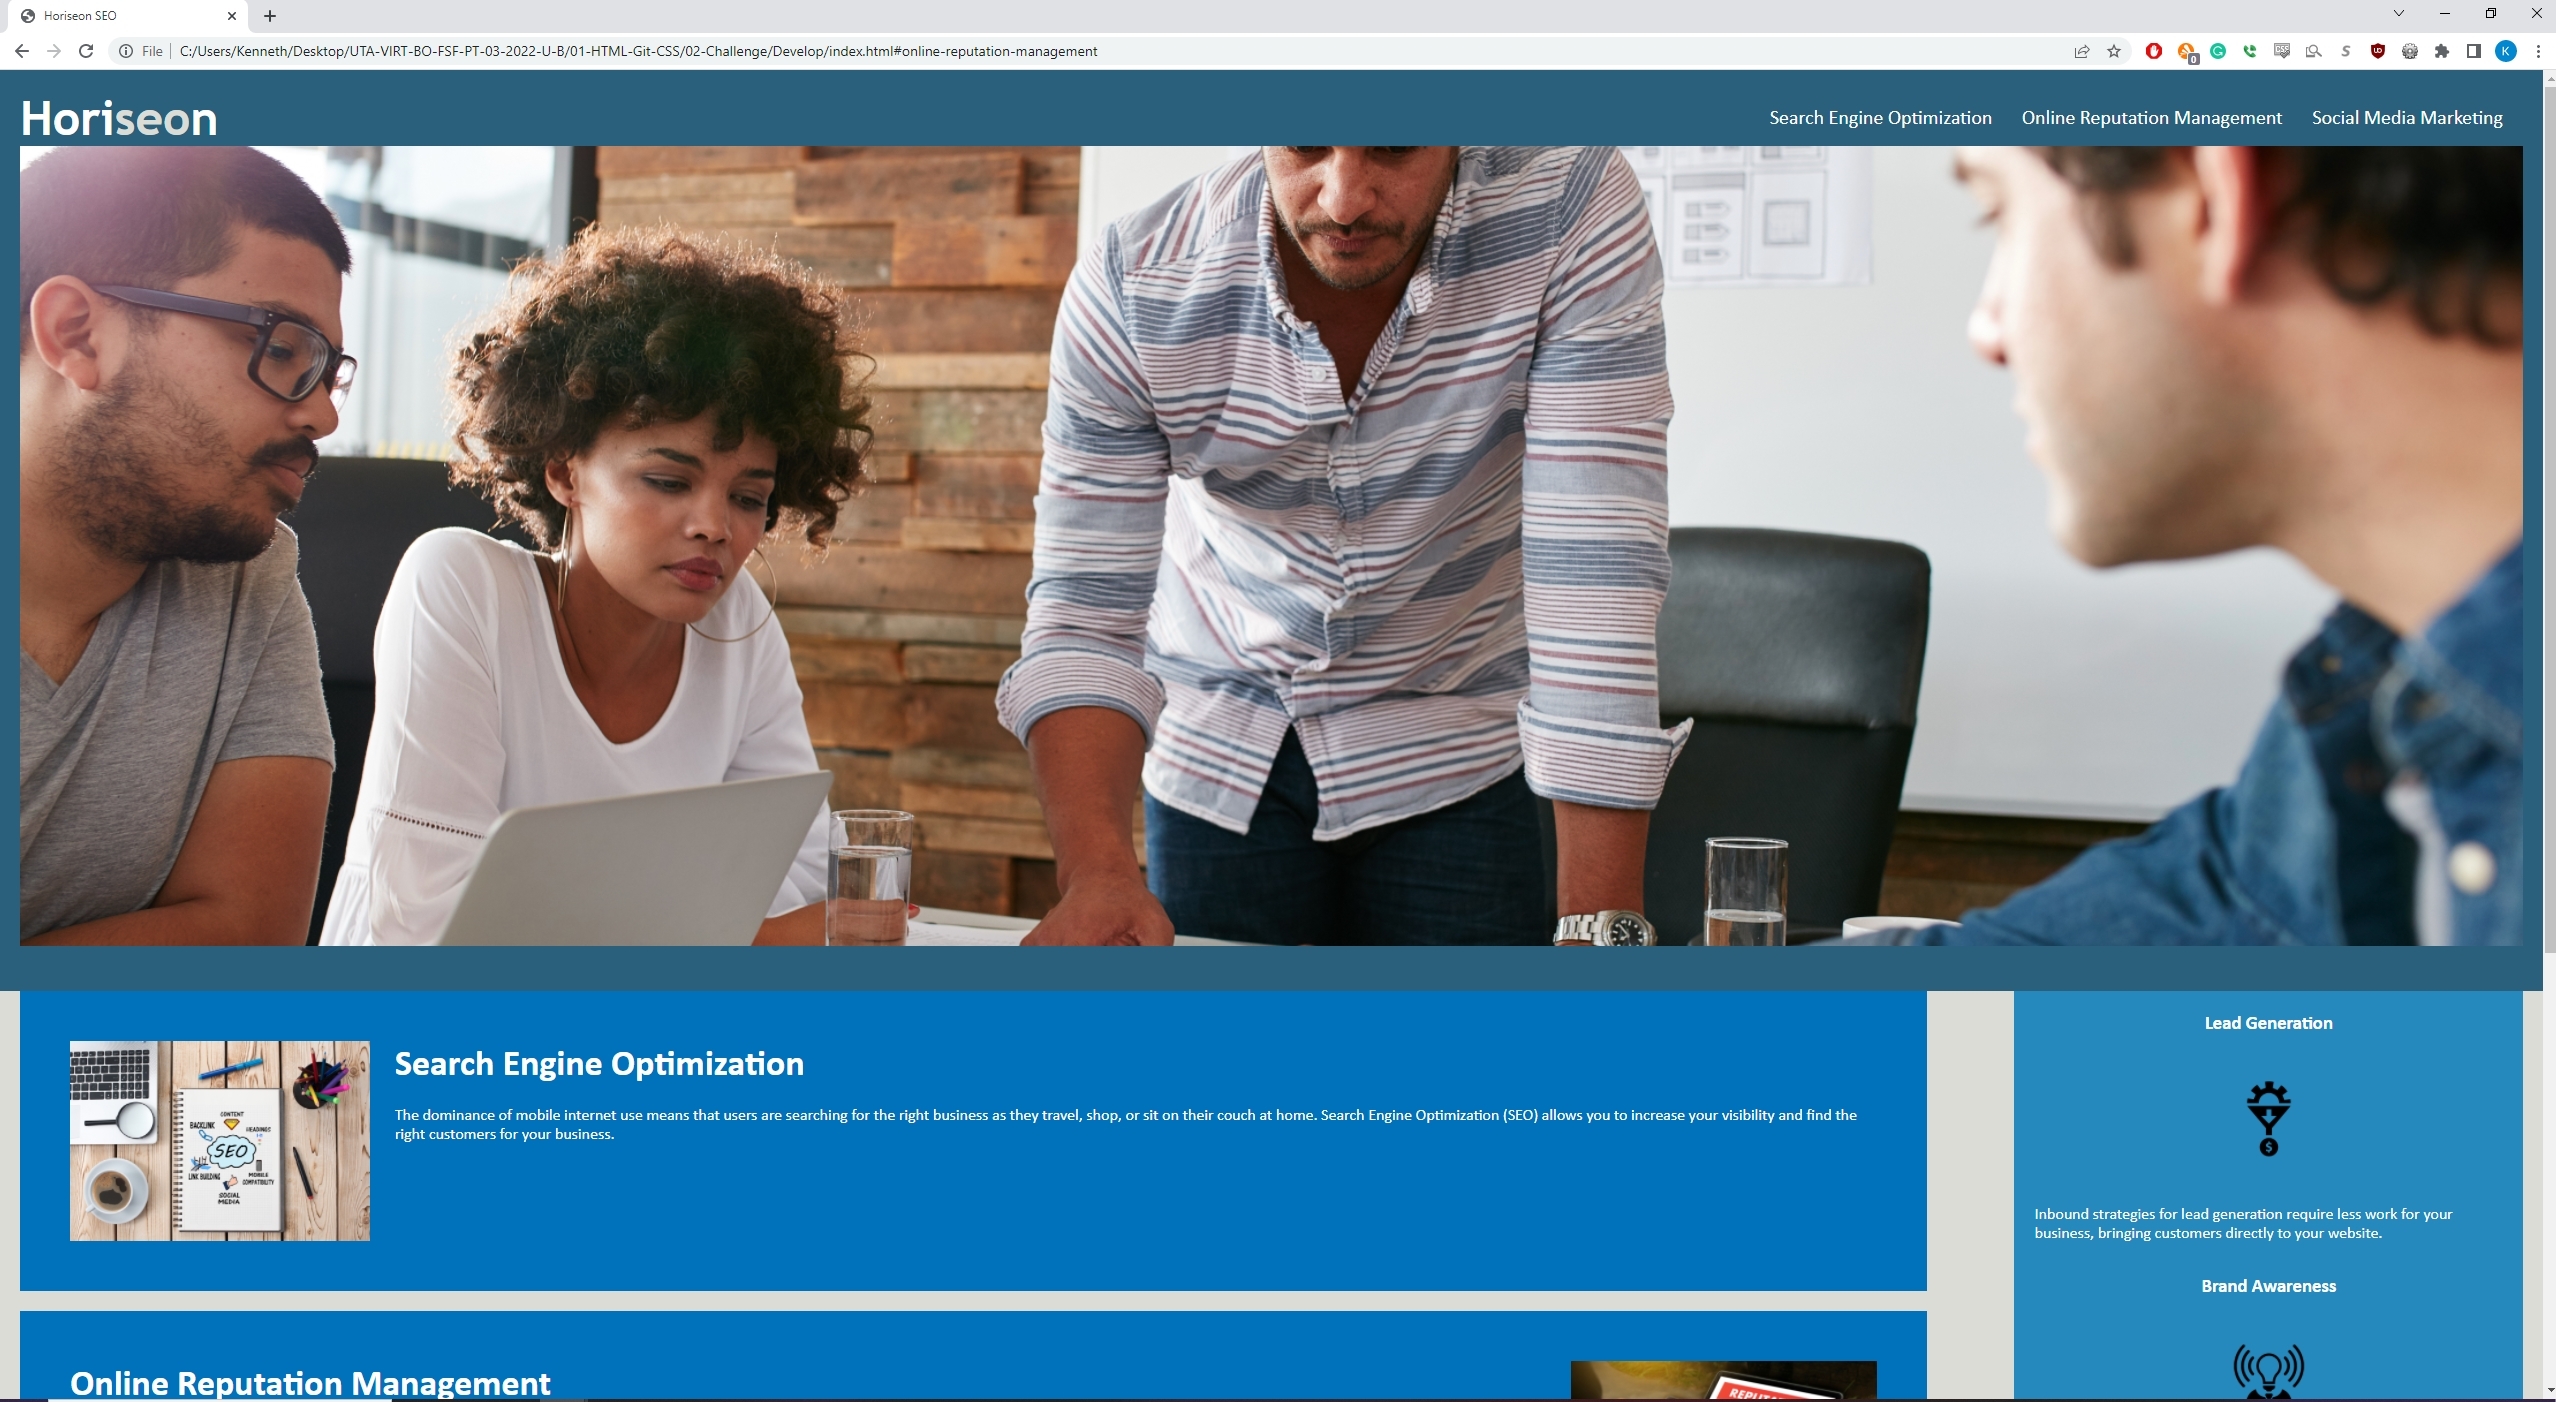 Horiseon SEO
File
C:/Users/Kenneth/Desktop/UTA-VIRT-BO-FSF-PT-03-2022-U-B/01-HTML-Git-CSS/02-Challenge/Develop/index.html#online-reputation-management
0
K
Horiseon
Search Engine Optimization
Online Reputation Management
Social Media Marketing
CONTENT
BACKLINK
HEADINGS
SEO
LINK BUILDING
MOBILE
COMPATIBILITY
SOCIAL
MEDIA
Search Engine Optimization
The dominance of mobile internet use means that users are searching for the right business as they travel, shop, or sit on their couch at home. Search Engine Optimization (SEO) allows you to increase your visibility and find the
right customers for your business.
Lead Generation
$
Inbound strategies for lead generation require less work for your
business, bringing customers directly to your website.
Brand Awareness
Online Reputation Management